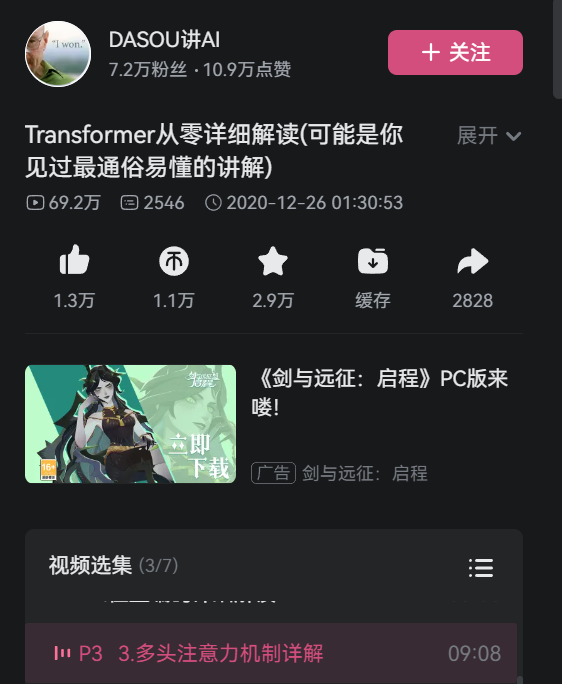 "I won."
DASOU讲AI
7.2万粉丝 · 10.9万点赞
+ 关注
Transformer从零详细解读(可能是你
见过最通俗易懂的讲解)
展开
69.2万 2546 2020-12-26 01:30:53
1.3万 1.1万 2.9万 缓存 2828
《剑与远征：启程》PC版来
喽！
立即
下载
16+
广告 剑与远征：启程
视频选集 (3/7)
P3 3.多头注意力机制详解 09:08